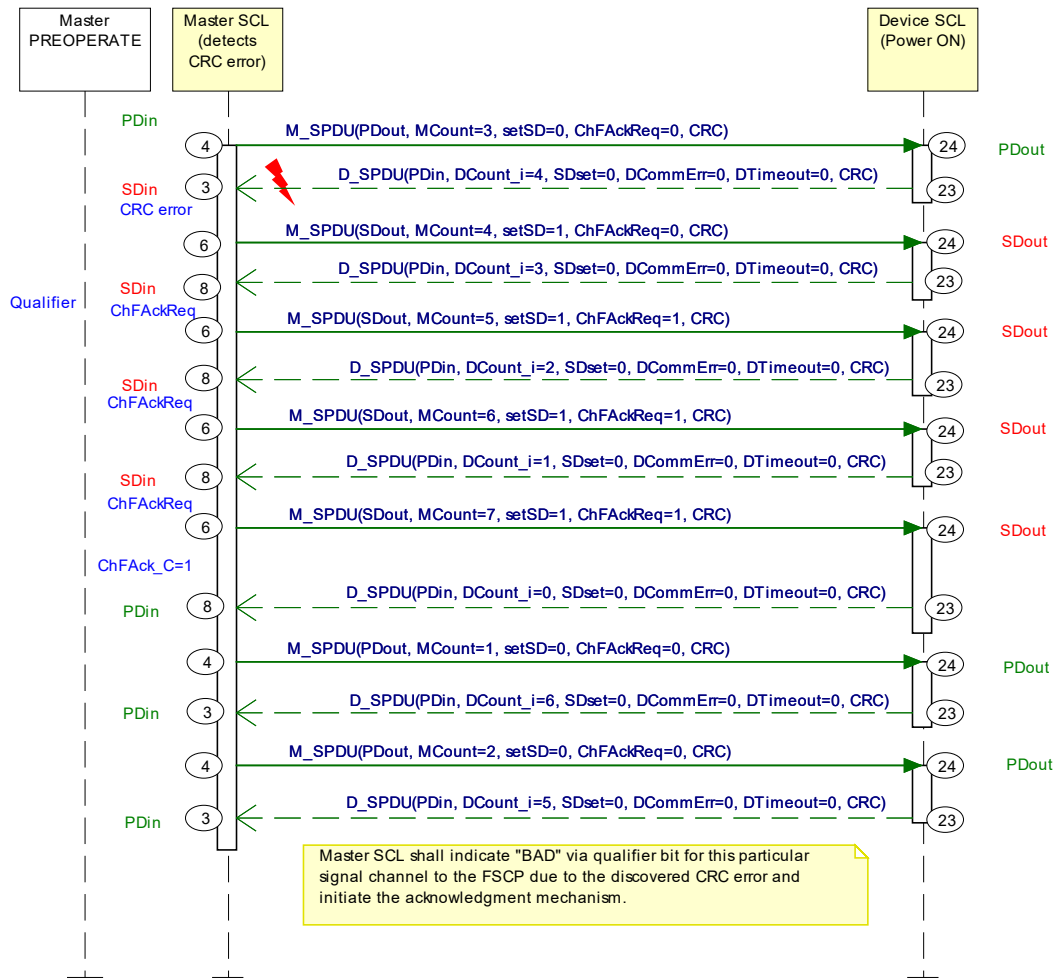 Master
PREOPERATE
Master SCL
(detects
CRC error)
Device SCL
(Power ON)
PDin
M_SPDU(PDout, MCount=3, setSD=0, ChFAckReq=0, CRC)
4
24
PDout
D_SPDU(PDin, DCount_i=4, SDset=0, DCommErr=0, DTimeout=0, CRC)
SDin
3
23
CRC error
M_SPDU(SDout, MCount=4, setSD=1, ChFAckReq=0, CRC)
6
24
SDout
D_SPDU(PDin, DCount_i=3, SDset=0, DCommErr=0, DTimeout=0, CRC)
SDin
8
23
Qualifier
ChFAckReq
M_SPDU(SDout, MCount=5, setSD=1, ChFAckReq=1, CRC)
6
24
SDout
D_SPDU(PDin, DCount_i=2, SDset=0, DCommErr=0, DTimeout=0, CRC)
SDin
8
23
ChFAckReq
M_SPDU(SDout, MCount=6, setSD=1, ChFAckReq=1, CRC)
6
24
SDout
D_SPDU(PDin, DCount_i=1, SDset=0, DCommErr=0, DTimeout=0, CRC)
SDin
8
23
ChFAckReq
M_SPDU(SDout, MCount=7, setSD=1, ChFAckReq=1, CRC)
6
24
SDout
ChFAck_C=1
D_SPDU(PDin, DCount_i=0, SDset=0, DCommErr=0, DTimeout=0, CRC)
PDin
8
23
M_SPDU(PDout, MCount=1, setSD=0, ChFAckReq=0, CRC)
4
24
PDout
D_SPDU(PDin, DCount_i=6, SDset=0, DCommErr=0, DTimeout=0, CRC)
PDin
3
23
M_SPDU(PDout, MCount=2, setSD=0, ChFAckReq=0, CRC)
4
24
PDout
D_SPDU(PDin, DCount_i=5, SDset=0, DCommErr=0, DTimeout=0, CRC)
PDin
3
23
Master SCL shall indicate "BAD" via qualifier bit for this particular
signal channel to the FSCP due to the discovered CRC error and
initiate the acknowledgment mechanism.